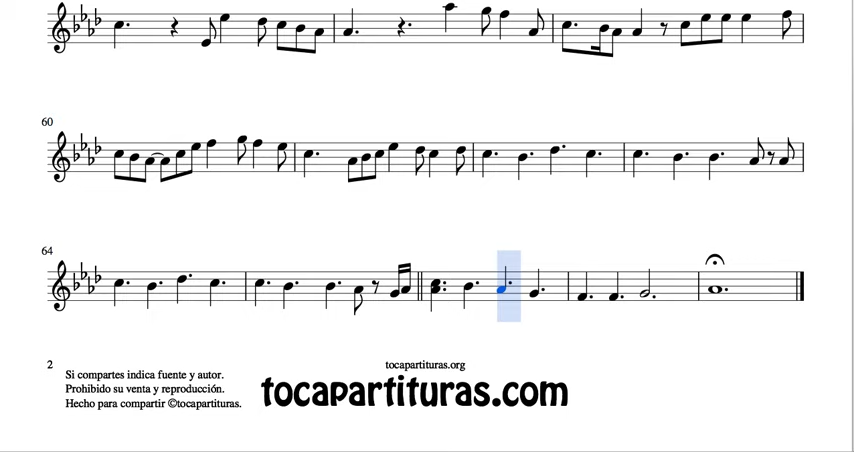 60
64
2
Si compartes indica fuente y autor.
Prohibido su venta y reproducción.
Hecho para compartir ©tocapartituras.
tocapartituras.org
tocapartituras.com